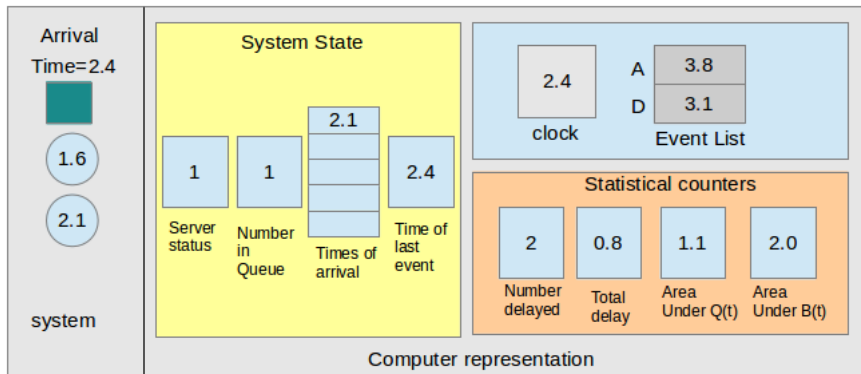 Arrival
Time=2.4
1.6
2.1
system
System State
1
Server
status
1
Number
in
Queue
2.1
Times of
arrival
2.4
Time of
last
event
2.4
clock
A
3.8
D
3.1
Event List
Statistical counters
2
Number
delayed
0.8
Total
delay
1.1
Area
Under Q(t)
2.0
Area
Under B(t)
Computer representation